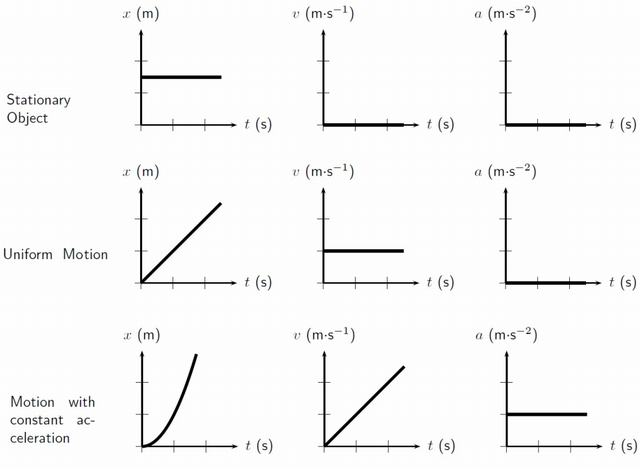 x (m) v (m·s⁻¹) a (m·s⁻²)
Stationary
Object
t (s) t (s) t (s)
x (m) v (m·s⁻¹) a (m·s⁻²)
Uniform Motion
t (s) t (s) t (s)
x (m) v (m·s⁻¹) a (m·s⁻²)
Motion with
constant ac-
celeration
t (s) t (s) t (s)